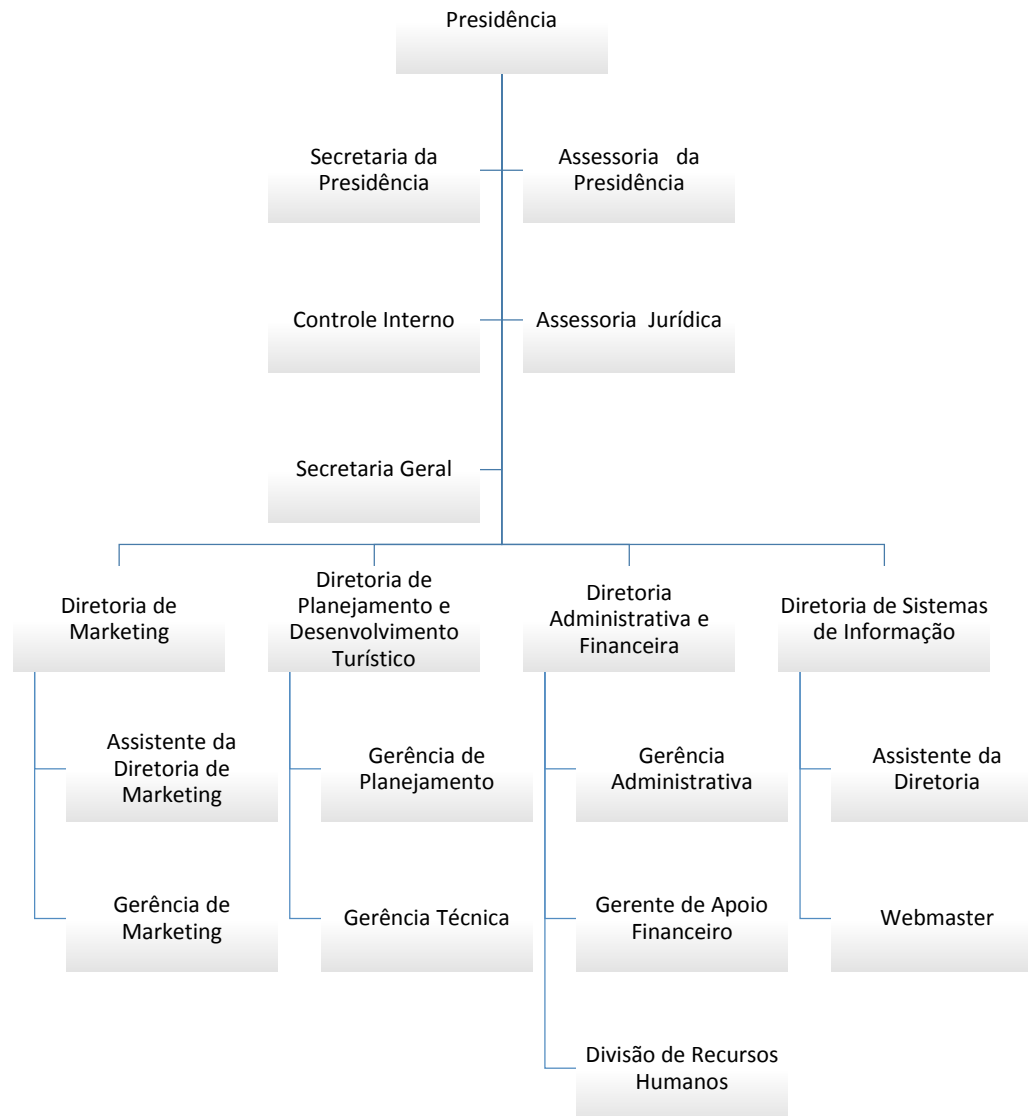 Presidência
Secretaria da
Presidência
Assessoria da
Presidência
Controle Interno
Assessoria Jurídica
Secretaria Geral
Diretoria de
Marketing
Diretoria de
Planejamento e
Desenvolvimento
Turístico
Diretoria
Administrativa e
Financeira
Diretoria de Sistemas
de Informação
Assistente da
Diretoria de
Marketing
Gerência de
Planejamento
Gerência
Administrativa
Assistente da
Diretoria
Gerência de
Marketing
Gerência Técnica
Gerente de Apoio
Financeiro
Webmaster
Divisão de Recursos
Humanos